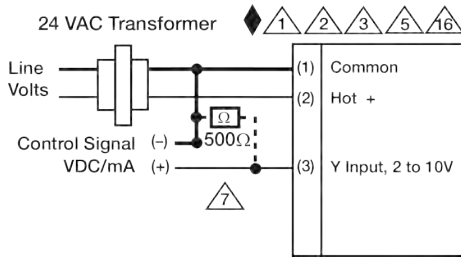 24 VAC Transformer
1 2 3 5 16
Line
Volts
(1) Common
(2) Hot +
Ω
Control Signal (–)
500Ω
VDC/mA (+)
(3) Y Input, 2 to 10V
7